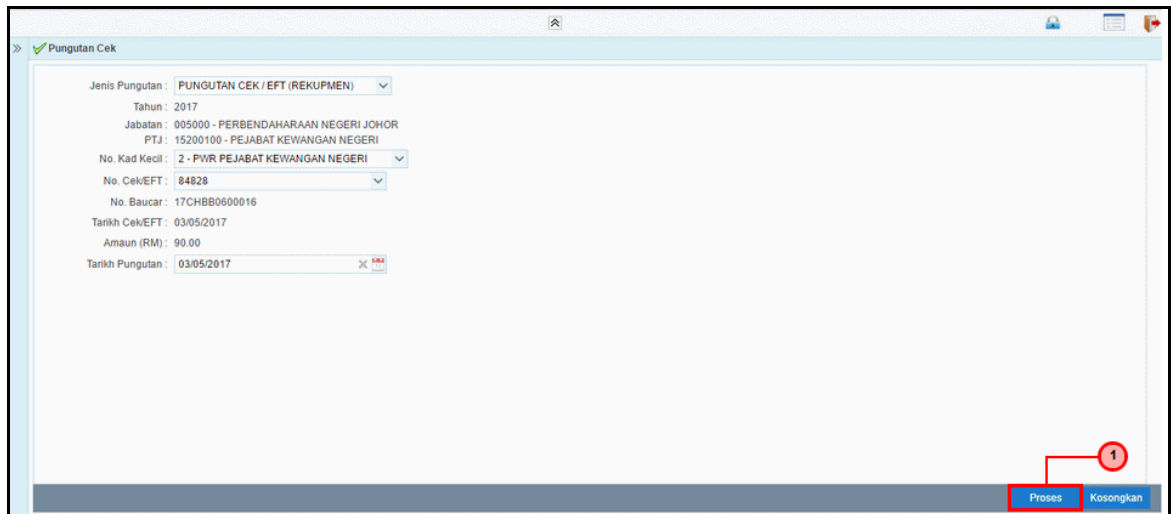 Pungutan Cek
Jenis Pungutan : PUNGUTAN CEK / EFT (REKUPMEN)
Tahun : 2017
Jabatan : 005000 - PERBENDAHARAAN NEGERI JOHOR
PTJ : 15200100 - PEJABAT KEWANGAN NEGERI
No. Kad Kecil : 2 - PWR PEJABAT KEWANGAN NEGERI
No. Cek/EFT : 84828
No. Baucar : 17CHBB0600016
Tarikh Cek/EFT : 03/05/2017
Amaun (RM) : 90.00
Tarikh Pungutan : 03/05/2017
1
Proses Kosongkan